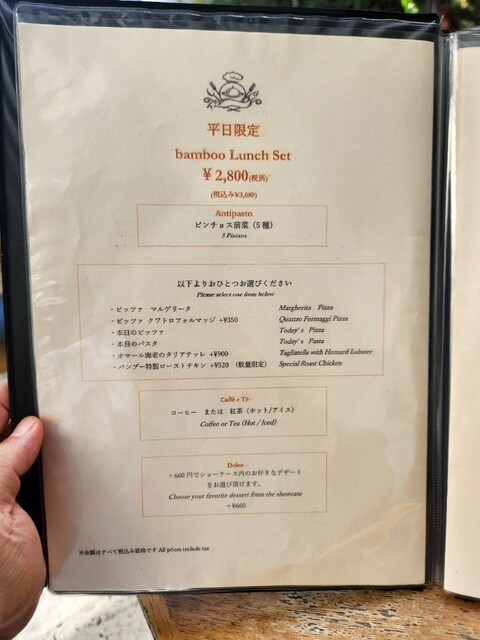 平日限定
bamboo Lunch Set
￥2,800(税別)
(税込み¥3,080)
Antipasto
ピンチョス前菜（5種）
5 Pinxos
以下よりおひとつお選びください
Please select one from below
・ピッツァ　マルゲリータ　Margherita Pizza
・ピッツァ クワトロフォルマッジ +¥350　Quattro Formaggi Pizza
・本日のピッツァ　Today's Pizza
・本日のパスタ　Today's Pasta
・オマール海老のタリアテッレ +¥900　Tagliatelle with Homard Lobster
・バンブー特製ローストチキン +¥520 （数量限定）　Special Roast Chicken
Caffè e Tè
コーヒー　または　紅茶（ホット/アイス）
Coffee or Tea (Hot / Iced)
Dolce
+660円でショーケース内のお好きなデザート
をお選び頂けます。
Choose your favorite dessert from the showcase
+¥660
※金額はすべて税込み価格です All prices include tax